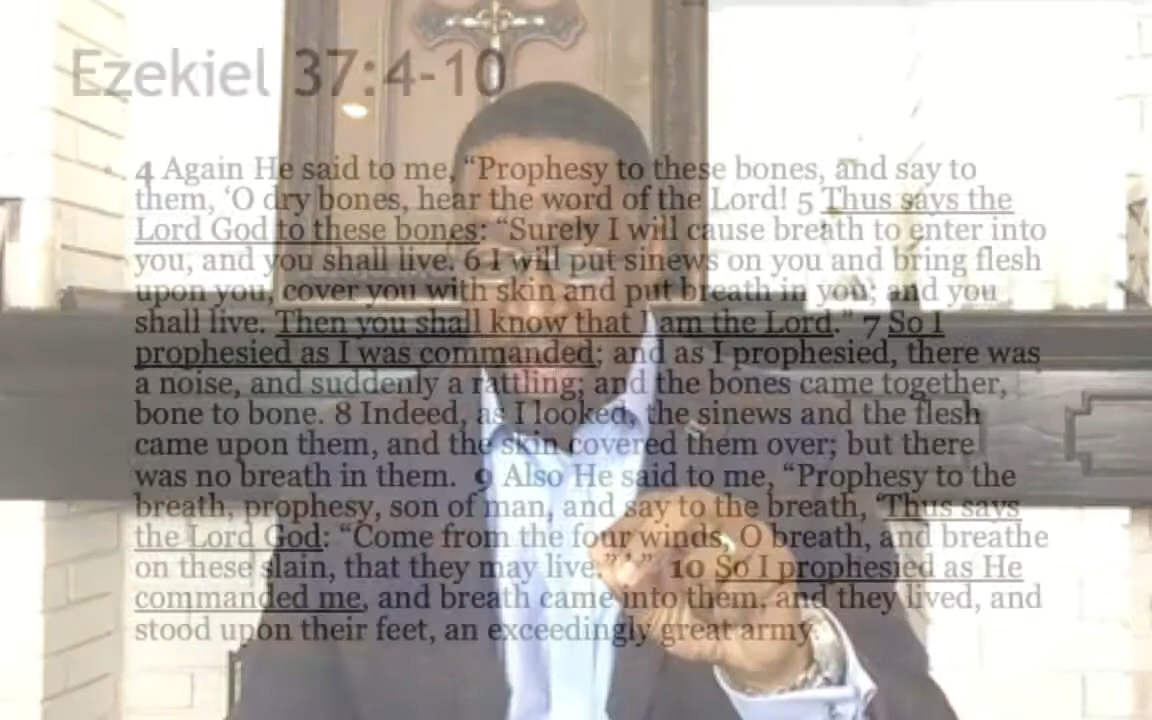 Ezekiel 37:4-10
4 Again He said to me, “Prophesy to these bones, and say to
them, ‘O dry bones, hear the word of the Lord! 5 Thus says the
Lord God to these bones: “Surely I will cause breath to enter into
you, and you shall live. 6 I will put sinews on you and bring flesh
upon you, cover you with skin and put breath in you; and you
shall live. Then you shall know that I am the Lord.” 7 So I
prophesied as I was commanded; and as I prophesied, there was
a noise, and suddenly a rattling; and the bones came together,
bone to bone. 8 Indeed, as I looked, the sinews and the flesh
came upon them, and the skin covered them over; but there
was no breath in them. 9 Also He said to me, “Prophesy to the
breath, prophesy, son of man, and say to the breath, ‘Thus says
the Lord God: “Come from the four winds, O breath, and breathe
on these slain, that they may live.” ’ ” 10 So I prophesied as He
commanded me, and breath came into them, and they lived, and
stood upon their feet, an exceedingly great army.